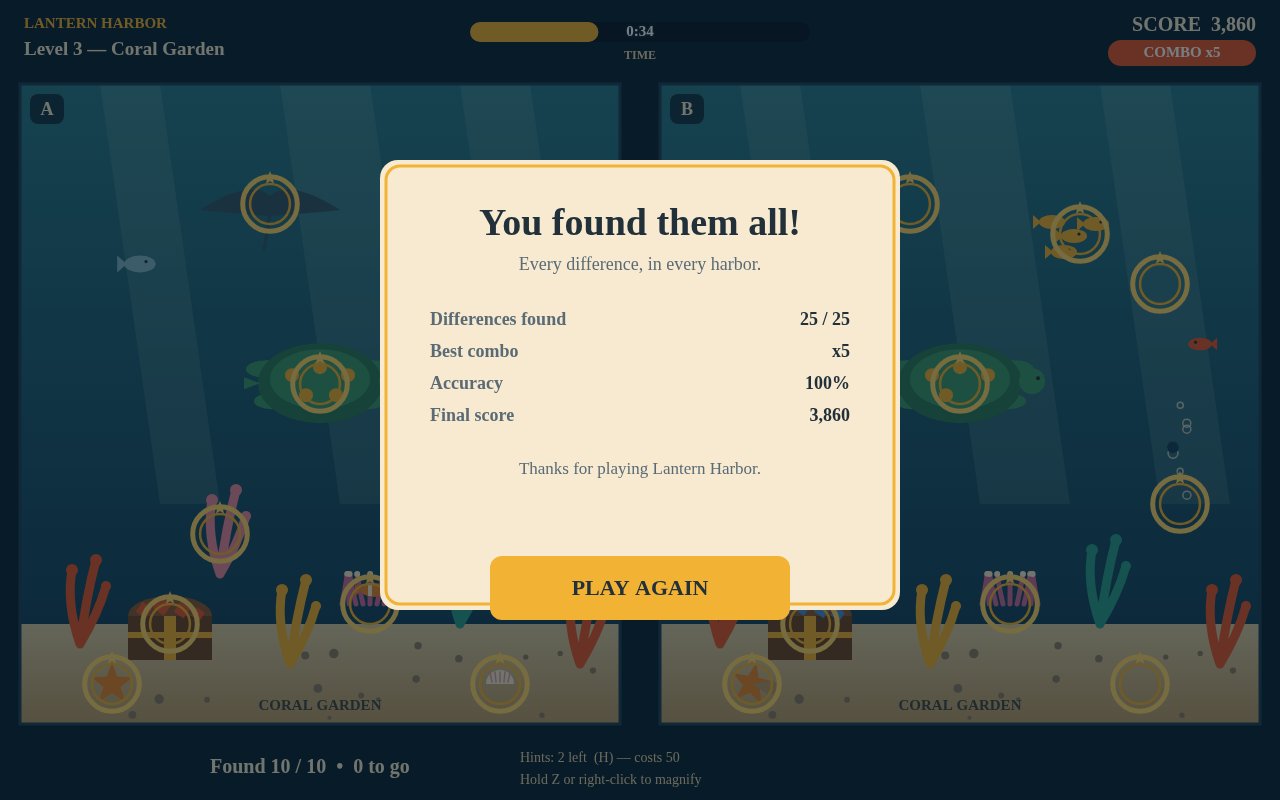 LANTERN HARBOR
Level 3 — Coral Garden
0:34
TIME
SCORE 3,860
COMBO x5
A
B
You found them all!
Every difference, in every harbor.
Differences found 25 / 25
Best combo x5
Accuracy 100%
Final score 3,860
Thanks for playing Lantern Harbor.
PLAY AGAIN
CORAL GARDEN
CORAL GARDEN
Found 10 / 10 • 0 to go
Hints: 2 left (H) — costs 50
Hold Z or right-click to magnify